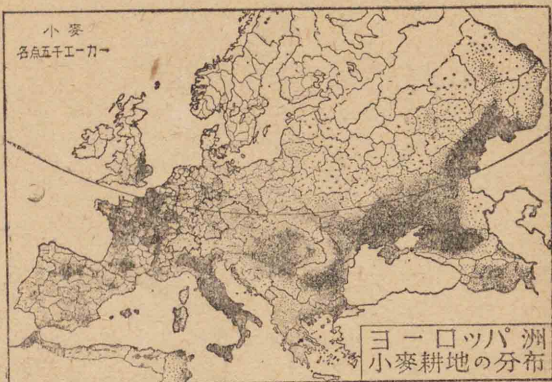 小麥
各点五千エーカー
ヨーロッパ洲
小麥耕地の分布